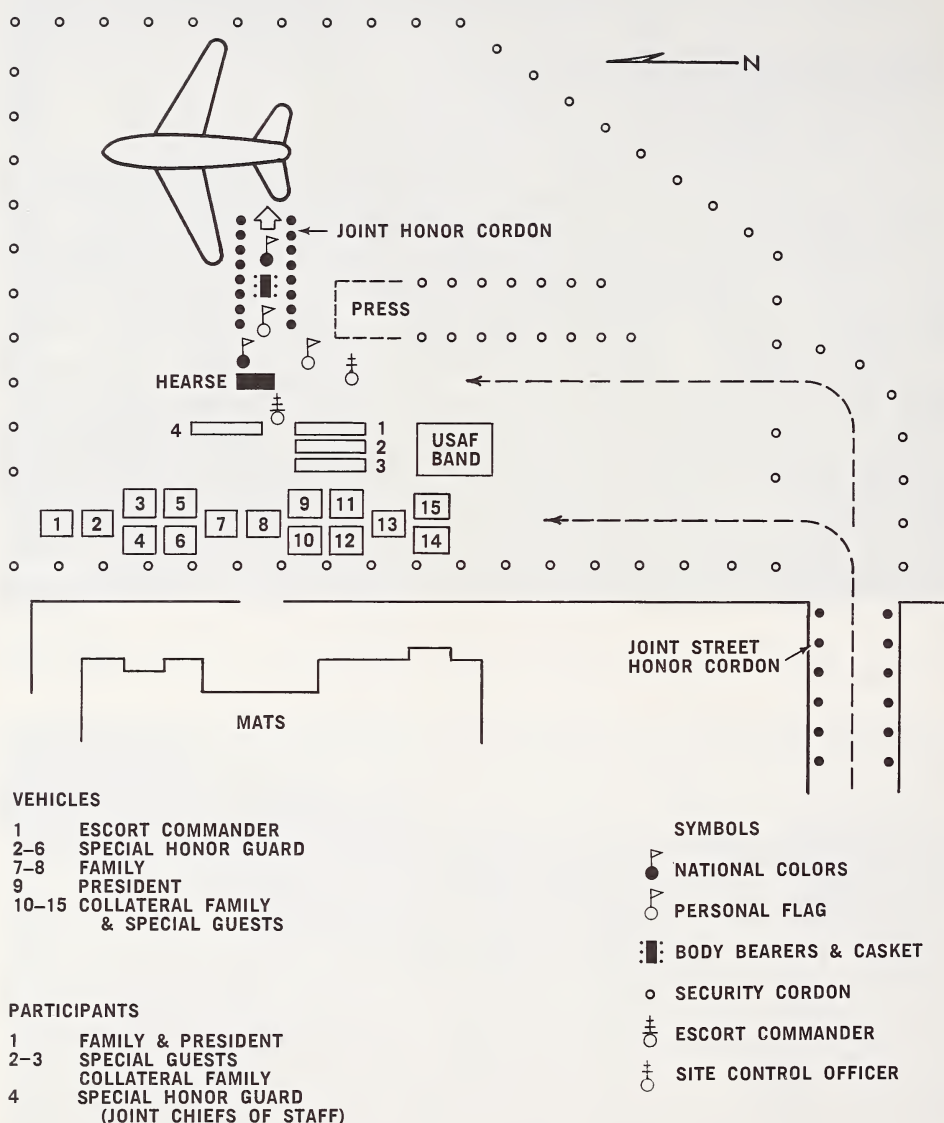 N
JOINT HONOR CORDON
PRESS
HEARSE
4
1
2
3
USAF
BAND
3 5 9 11 15
1 2 7 8 13
4 6 10 12 14
JOINT STREET
HONOR CORDON
MATS
VEHICLES
1 ESCORT COMMANDER
2–6 SPECIAL HONOR GUARD
7–8 FAMILY
9 PRESIDENT
10–15 COLLATERAL FAMILY
& SPECIAL GUESTS
PARTICIPANTS
1 FAMILY & PRESIDENT
2–3 SPECIAL GUESTS
COLLATERAL FAMILY
4 SPECIAL HONOR GUARD
(JOINT CHIEFS OF STAFF)
SYMBOLS
NATIONAL COLORS
PERSONAL FLAG
BODY BEARERS & CASKET
SECURITY CORDON
ESCORT COMMANDER
SITE CONTROL OFFICER